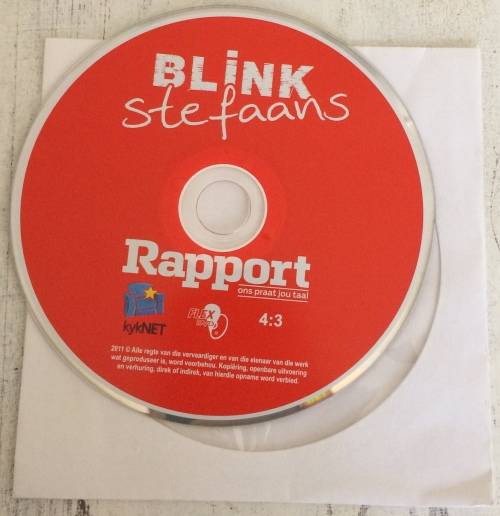 BLINK
stefaans
Rapport
ons praat jou taal
kykNET
FLEX
4:3
2011 © Alle regte van die vervaardiger en van die eienaar van die werk
wat geproduseer is, word voorbehou. Kopiëring, openbare uitvoering
en verhuring, direk of indirek, van hierdie opname word verbied.